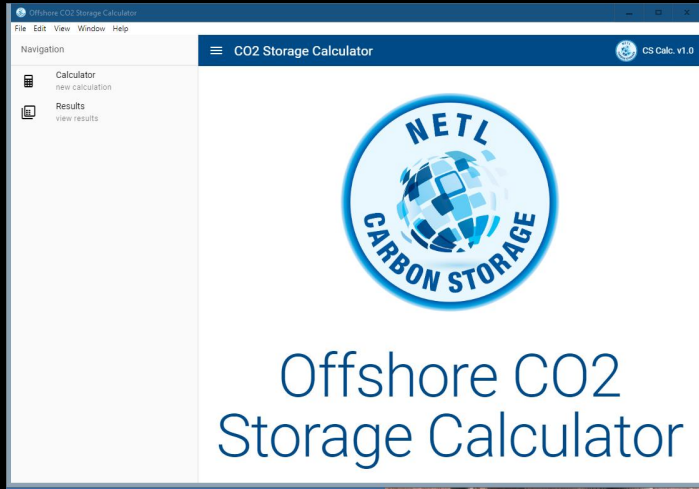 Offshore CO2 Storage Calculator
File Edit View Window Help
Navigation
CO2 Storage Calculator
CS Calc. v1.0
Calculator
new calculation
Results
view results
NETL
CARBON STORAGE
Offshore CO2
Storage Calculator